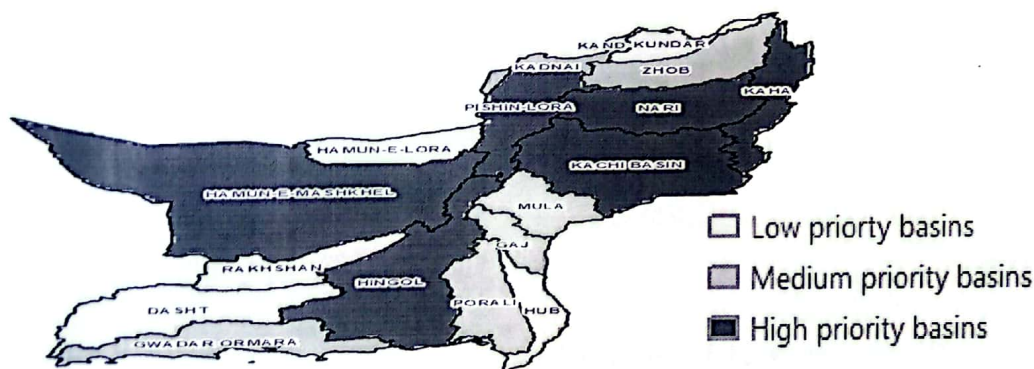 KAND-KUNDAR
KADNAI
ZHOB
KAHA
PISHIN-LORA
NARI
HAMUN-E-LORA
KACHI BASIN
HAMUN-E-MASHKHEL
MULA
GAJ
RAKHSHAN
HINGOL
PORALI
DASHT
HUB
GWADAR ORMARA
Low priorty basins
Medium priority basins
High priority basins